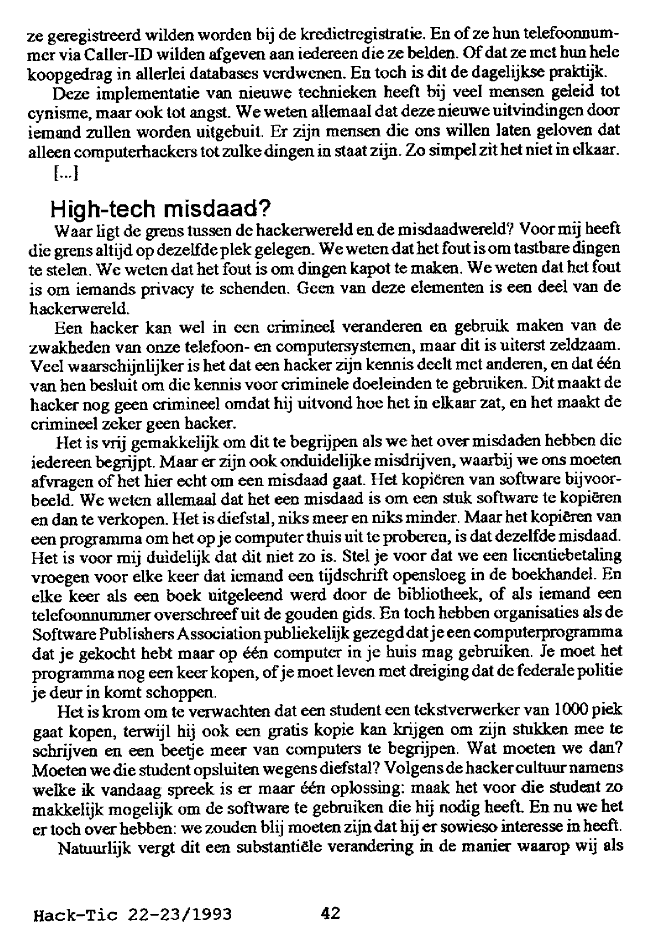 ze geregistreerd wilden worden bij de kredietregistratie. En of ze hun telefoonnum-
mer via Caller-ID wilden afgeven aan iedereen die ze belden. Of dat ze met hun hele
koopgedrag in allerlei databases verdwenen. En toch is dit de dagelijkse praktijk.
Deze implementatie van nieuwe technieken heeft bij veel mensen geleid tot
cynisme, maar ook tot angst. We weten allemaal dat deze nieuwe uitvindingen door
iemand zullen worden uitgebuit. Er zijn mensen die ons willen laten geloven dat
alleen computerhackers tot zulke dingen in staat zijn. Zo simpel zit het niet in elkaar.
[...]
High-tech misdaad?
Waar ligt de grens tussen de hackerwereld en de misdaadwereld? Voor mij heeft
die grens altijd op dezelfde plek gelegen. We weten dat het fout is om tastbare dingen
te stelen. We weten dat het fout is om dingen kapot te maken. We weten dat het fout
is om iemands privacy te schenden. Geen van deze elementen is een deel van de
hackerwereld.
Een hacker kan wel in een crimineel veranderen en gebruik maken van de
zwakheden van onze telefoon- en computersystemen, maar dit is uiterst zeldzaam.
Veel waarschijnlijker is het dat een hacker zijn kennis deelt met anderen, en dat één
van hen besluit om die kennis voor criminele doeleinden te gebruiken. Dit maakt de
hacker nog geen crimineel omdat hij uitvond hoe het in elkaar zat, en het maakt de
crimineel zeker geen hacker.
Het is vrij gemakkelijk om dit te begrijpen als we het over misdaden hebben die
iedereen begrijpt. Maar er zijn ook onduidelijke misdrijven, waarbij we ons moeten
afvragen of het hier echt om een misdaad gaat. Het kopiëren van software bijvoor-
beeld. We weten allemaal dat het een misdaad is om een stuk software te kopiëren
en dan te verkopen. Het is diefstal, niks meer en niks minder. Maar het kopiëren van
een programma om het op je computer thuis uit te proberen, is dat dezelfde misdaad.
Het is voor mij duidelijk dat dit niet zo is. Stel je voor dat we een licentiebetaling
vroegen voor elke keer dat iemand een tijdschrift opensloeg in de boekhandel. En
elke keer als een boek uitgeleend werd door de bibliotheek, of als iemand een
telefoonnummer overschreef uit de gouden gids. En toch hebben organisaties als de
Software Publishers Association publiekelijk gezegd dat je een computerprogramma
dat je gekocht hebt maar op één computer in je huis mag gebruiken. Je moet het
programma nog een keer kopen, of je moet leven met dreiging dat de federale politie
je deur in komt schoppen.
Het is krom om te verwachten dat een student een tekstverwerker van 1000 piek
gaat kopen, terwijl hij ook een gratis kopie kan krijgen om zijn stukken mee te
schrijven en een beetje meer van computers te begrijpen. Wat moeten we dan?
Moeten we die student opsluiten wegens diefstal? Volgens de hackercultuur namens
welke ik vandaag spreek is er maar één oplossing: maak het voor die student zo
makkelijk mogelijk om de software te gebruiken die hij nodig heeft. En nu we het
er toch over hebben: we zouden blij moeten zijn dat hij er sowieso interesse in heeft.
Natuurlijk vergt dit een substantiële verandering in de manier waarop wij als
Hack-Tic 22-23/1993 42